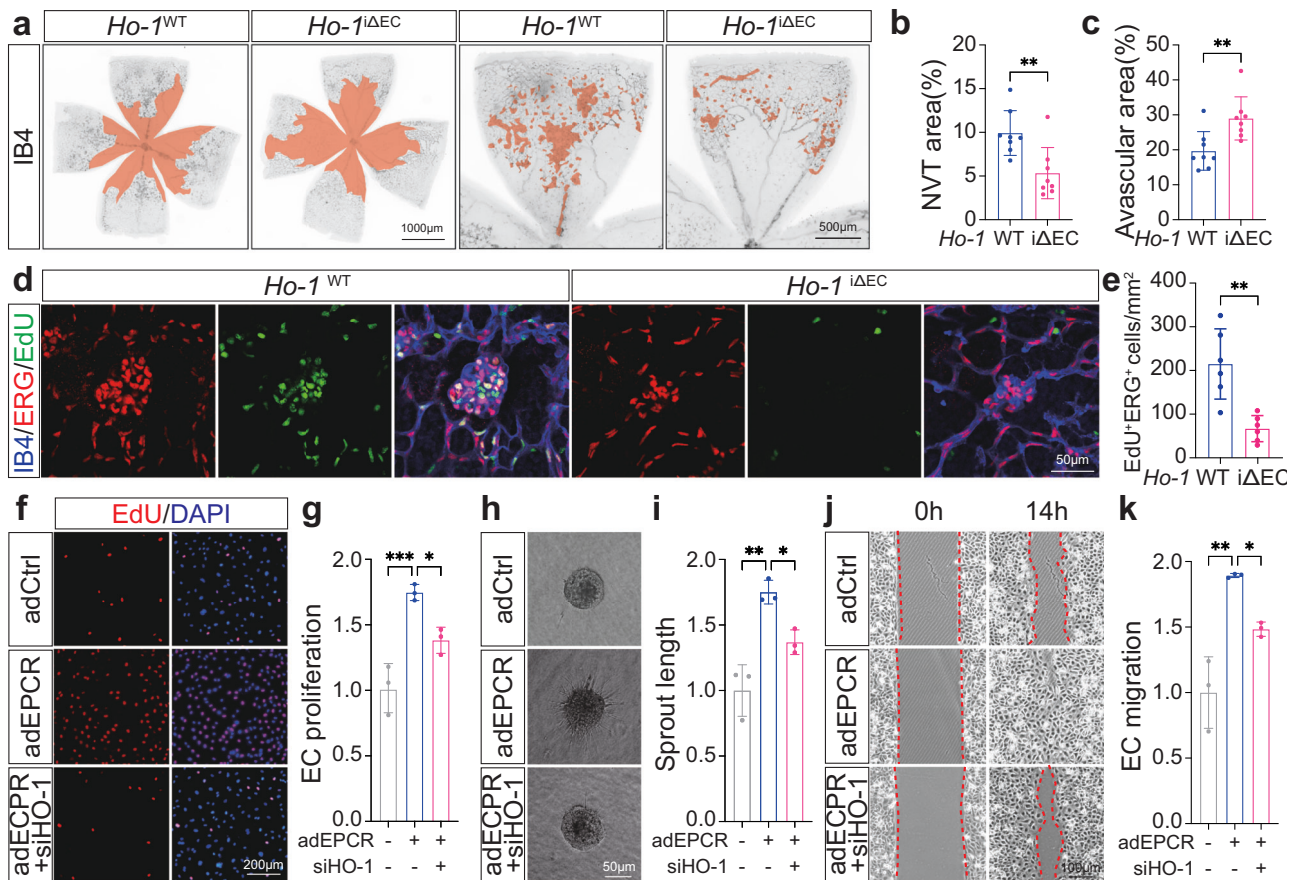 a
Ho-1WT
Ho-1iΔEC
Ho-1WT
Ho-1iΔEC
IB4
1000μm
500μm
b
NVT area(%)
20
15
10
5
0
**
Ho-1 WT iΔEC
c
Avascular area(%)
50
40
30
20
10
0
**
Ho-1 WT iΔEC
d
Ho-1 WT
Ho-1 iΔEC
IB4/ERG/EdU
50μm
e
EdU+ERG+ cells/mm2
400
300
200
100
0
**
Ho-1 WT iΔEC
f
EdU/DAPI
adCtrl
adEPCR
adECPR
+siHO-1
200μm
g
EC proliferation
2.0
1.5
1.0
0.5
0.0
*** *
adEPCR - + +
siHO-1 - - +
h
adCtrl
adEPCR
adECPR
+siHO-1
50μm
i
Sprout length
2.0
1.5
1.0
0.5
0.0
** *
adEPCR - + +
siHO-1 - - +
j
0h 14h
adCtrl
adEPCR
adECPR
+siHO-1
100μm
k
EC migration
2.0
1.5
1.0
0.5
0.0
** *
adEPCR - + +
siHO-1 - - +